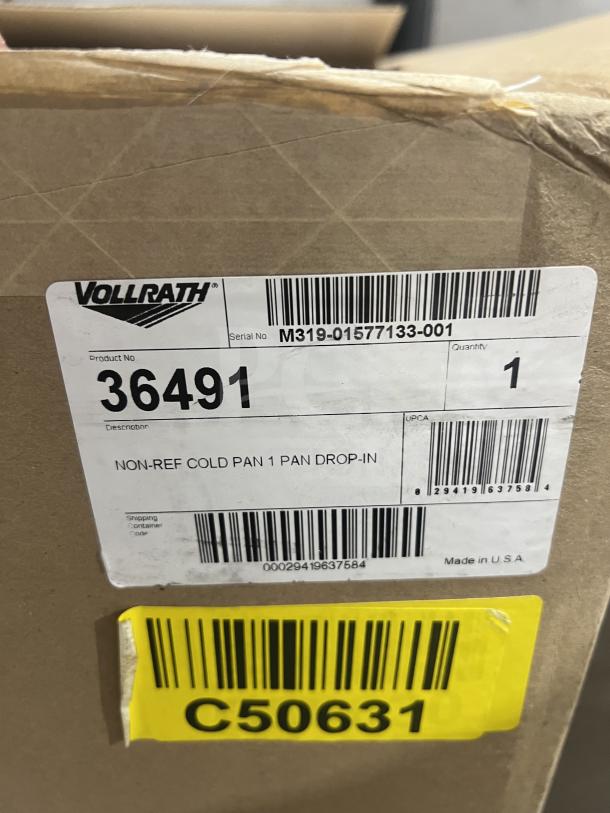 VOLLRATH®
Serial No. M319-01577133-001
Product No.
36491
Quantity
1
Description
NON-REF COLD PAN 1 PAN DROP-IN
UPCA
0 29419 63758 4
Shipping
Container
Code
00029419637584
Made in U.S.A.
C50631